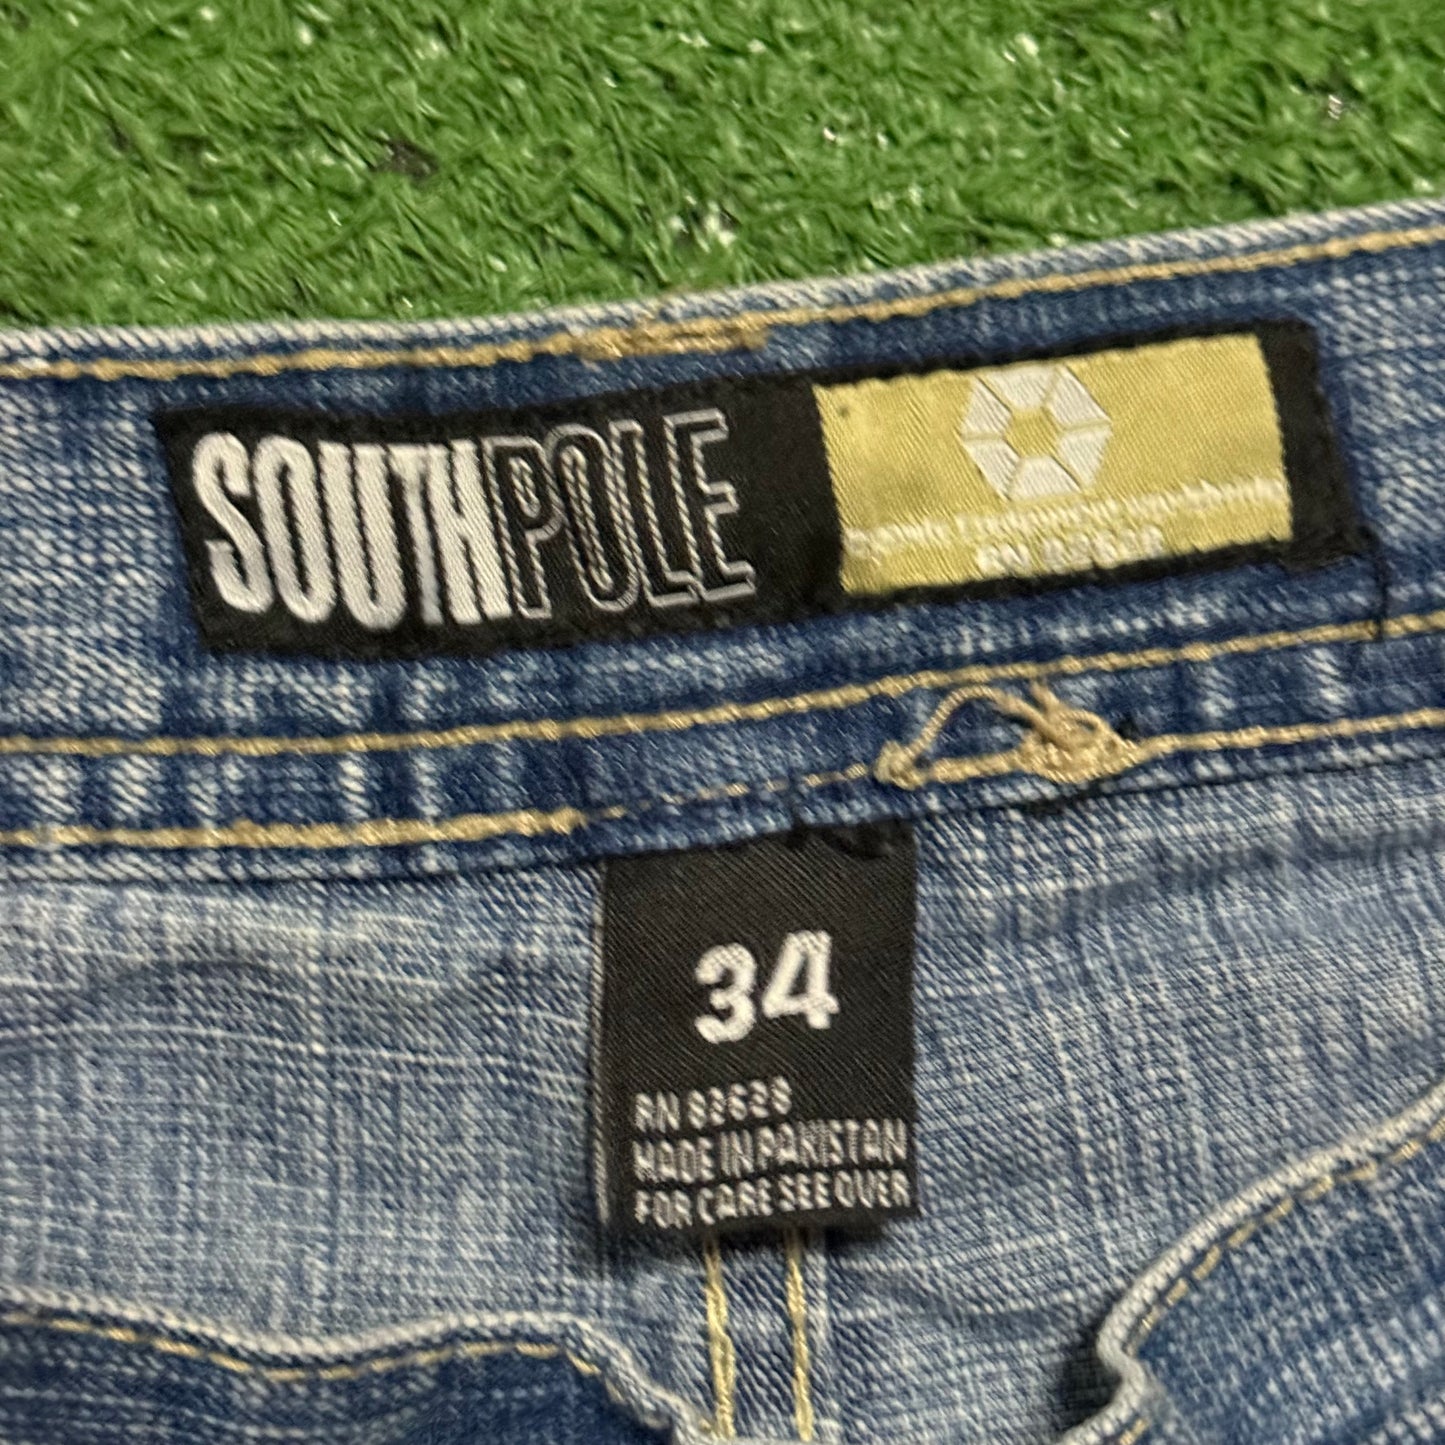 SOUTHPOLE
34
RN 83628
MADE IN PAKISTAN
FOR CARE SEE OVER